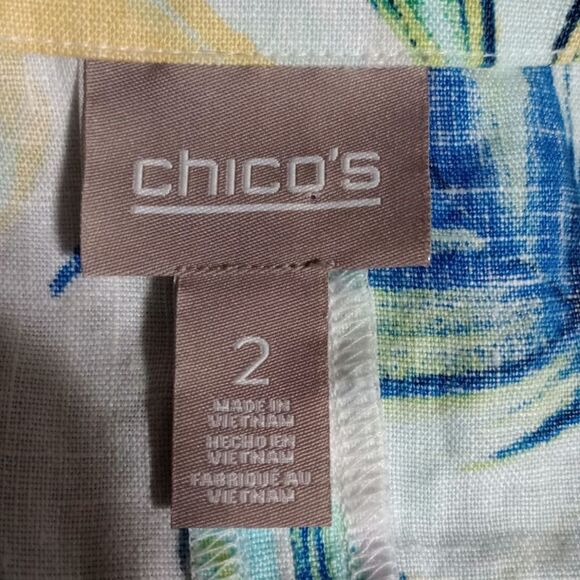 chico's
2
MADE IN
VIETNAM
HECHO EN
VIETNAM
FABRIQUÉ AU
VIETNAM